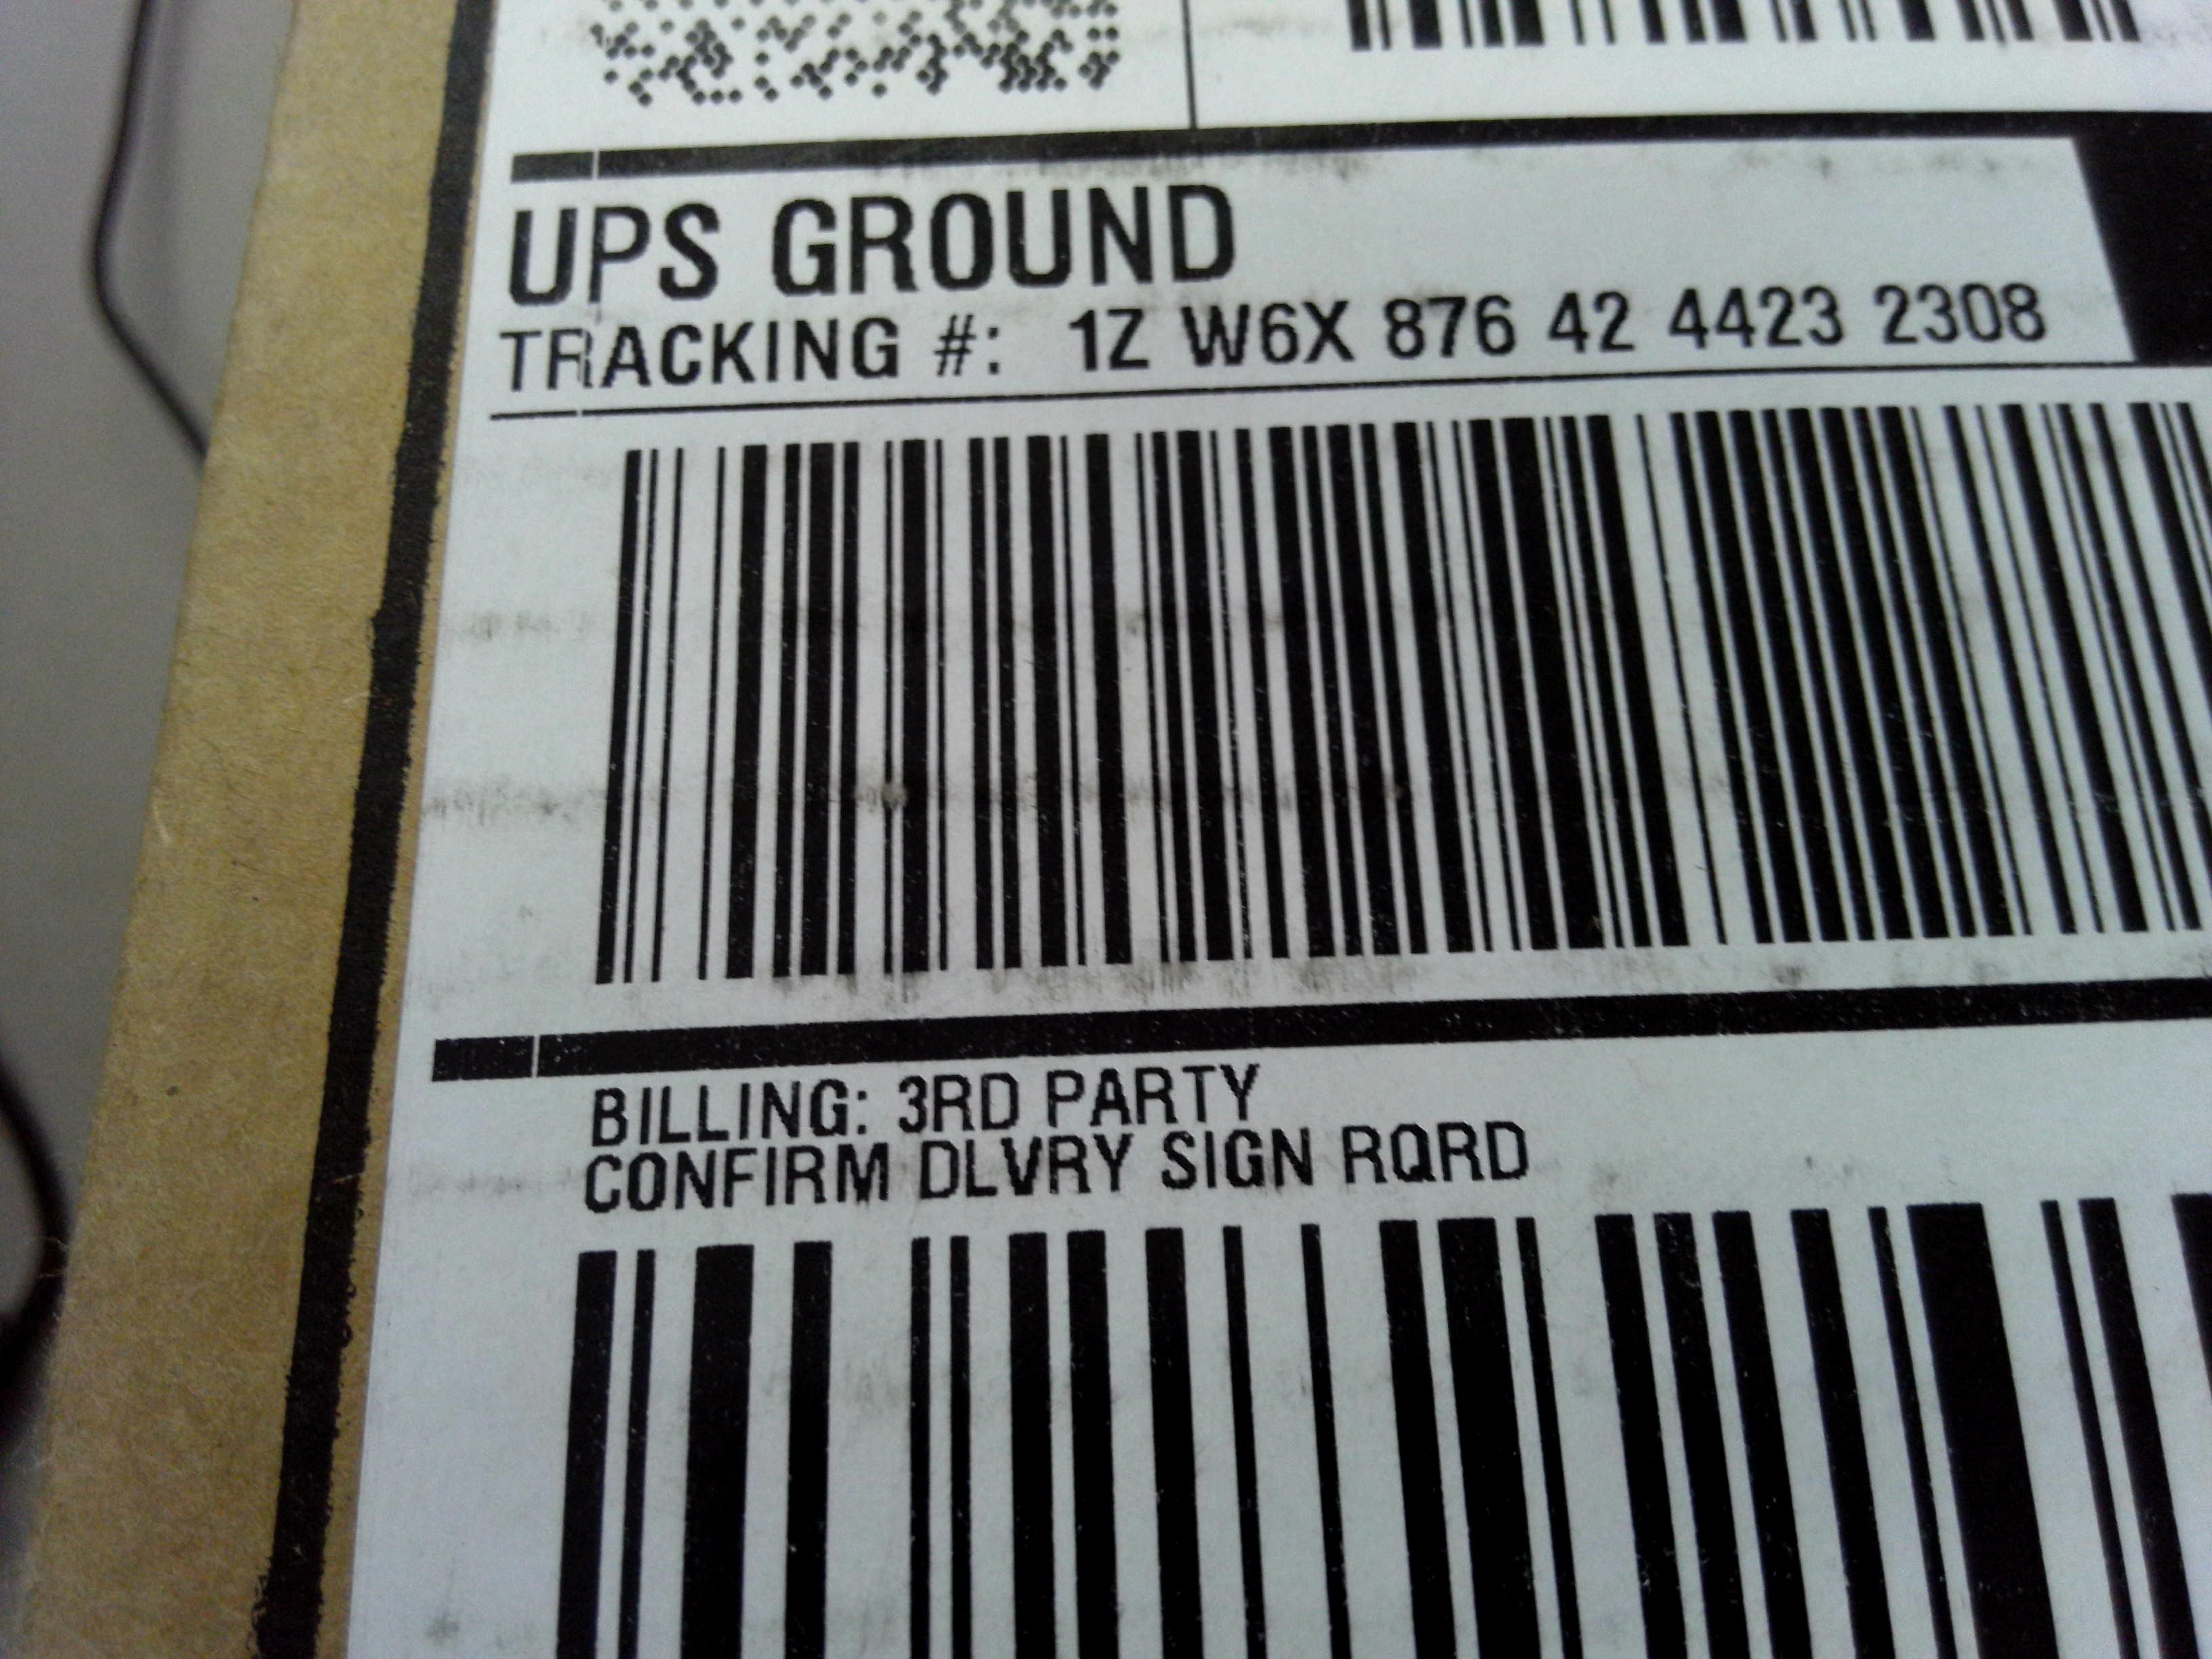 UPS GROUND
TRACKING #: 1Z W6X 876 42 4423 2308
BILLING: 3RD PARTY
CONFIRM DLVRY SIGN RQRD